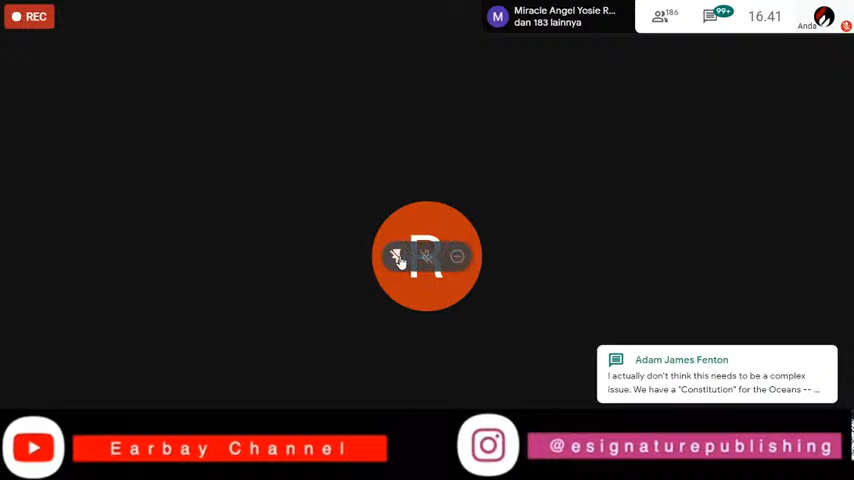 REC
M
Miracle Angel Yosie R...
dan 183 lainnya
186
99+
16.41
Anda
R
Adam James Fenton
I actually don't think this needs to be a complex
issue. We have a "Constitution" for the Oceans -- ...
Earbay Channel
@esignaturepublishing